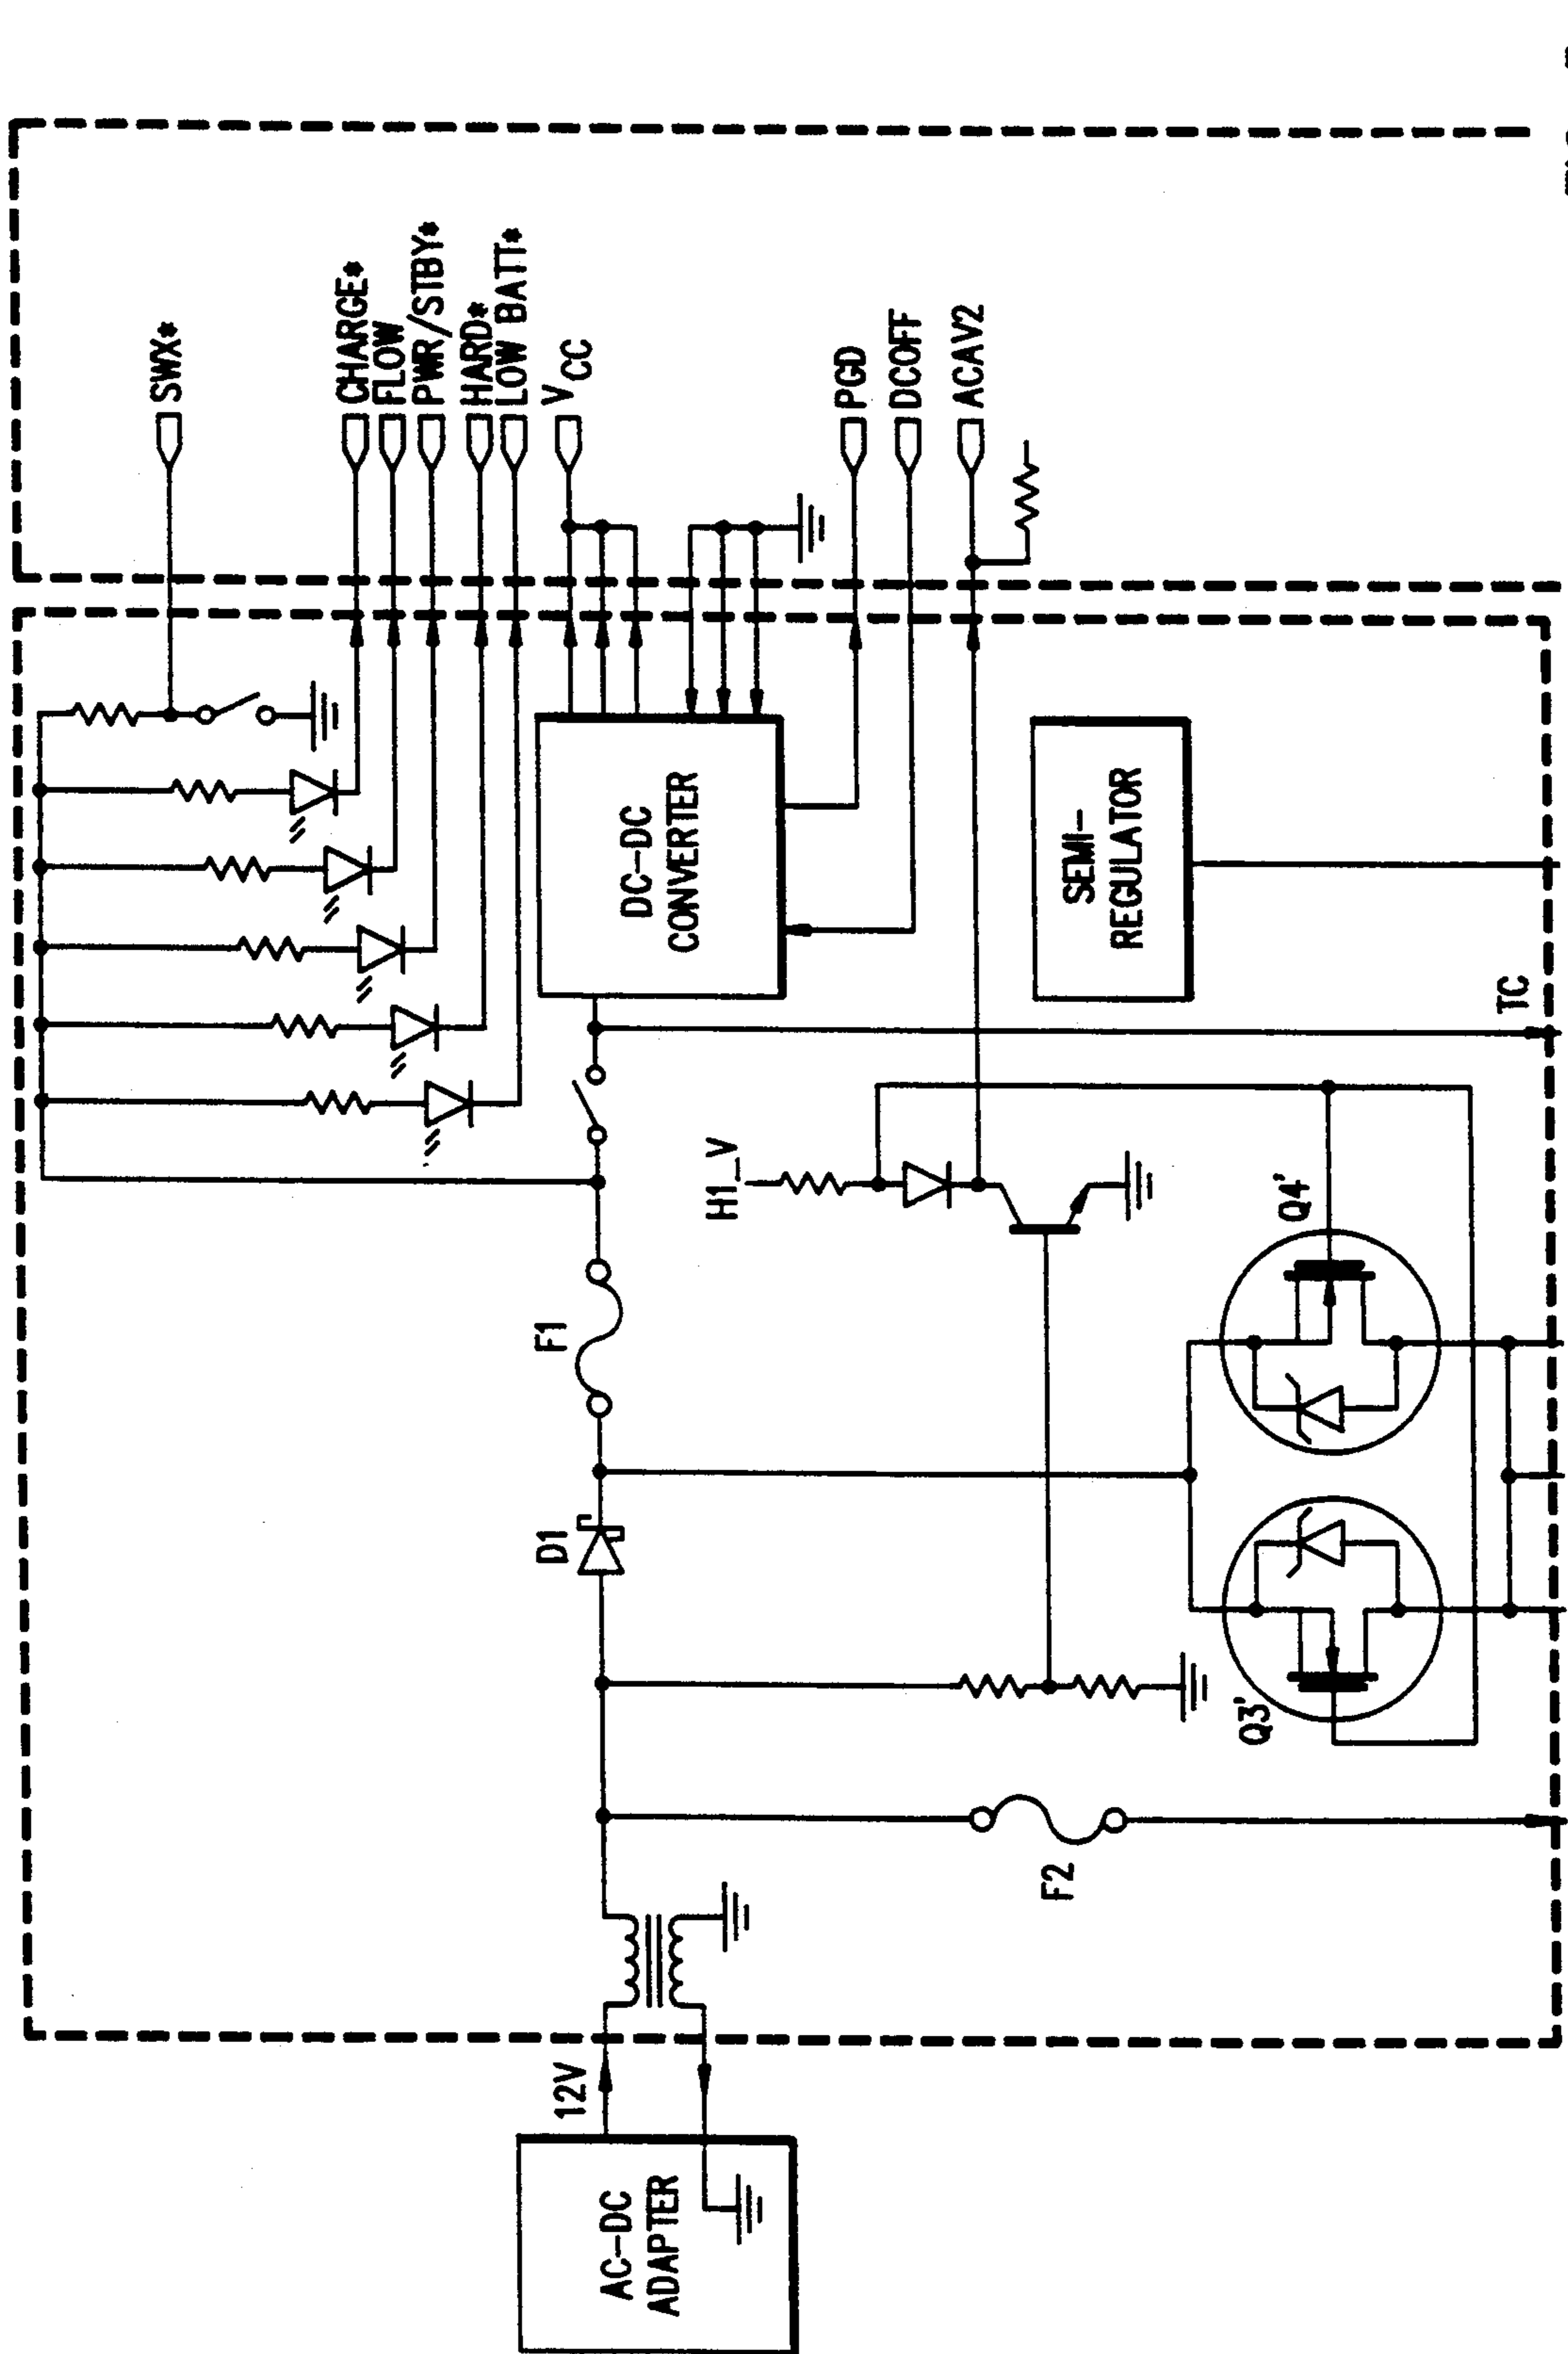 SWX*
CHARGE*
FLOW
PWR/STBY*
HARD*
LOW BATT*
VCC
PGD
DCOFF
ACAV2
DC-DC
CONVERTER
SEMI-
REGULATOR
TC
H1_V
F1
Q4'
D1
Q3'
F2
12V
AC-DC
ADAPTER